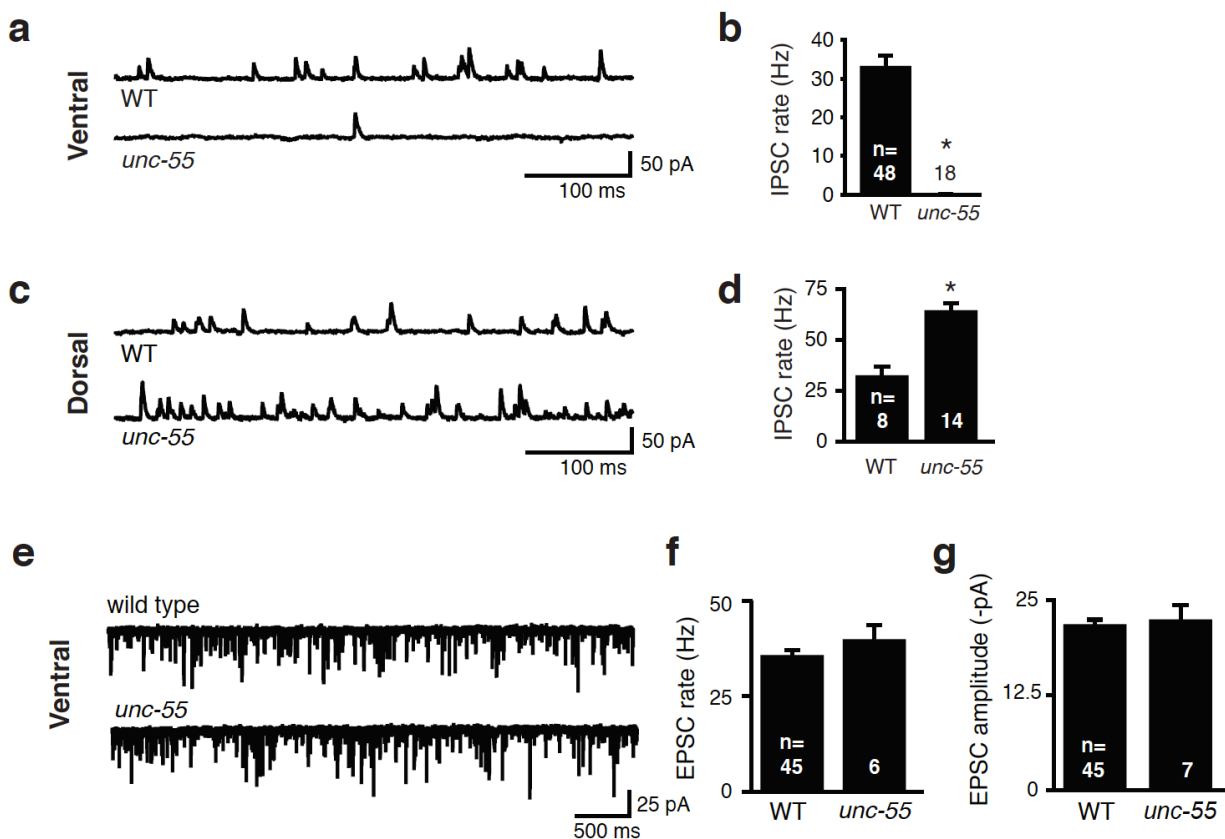 a
Ventral
WT
unc-55
50 pA
100 ms
b
IPSC rate (Hz)
40
30
20
10
0
n=
48
*
18
WT
unc-55
c
Dorsal
WT
unc-55
50 pA
100 ms
d
IPSC rate (Hz)
75
50
25
0
n=
8
*
14
WT
unc-55
e
Ventral
wild type
unc-55
25 pA
500 ms
f
EPSC rate (Hz)
50
25
0
n=
45
6
WT
unc-55
g
EPSC amplitude (-pA)
25
12.5
0
n=
45
7
WT
unc-55